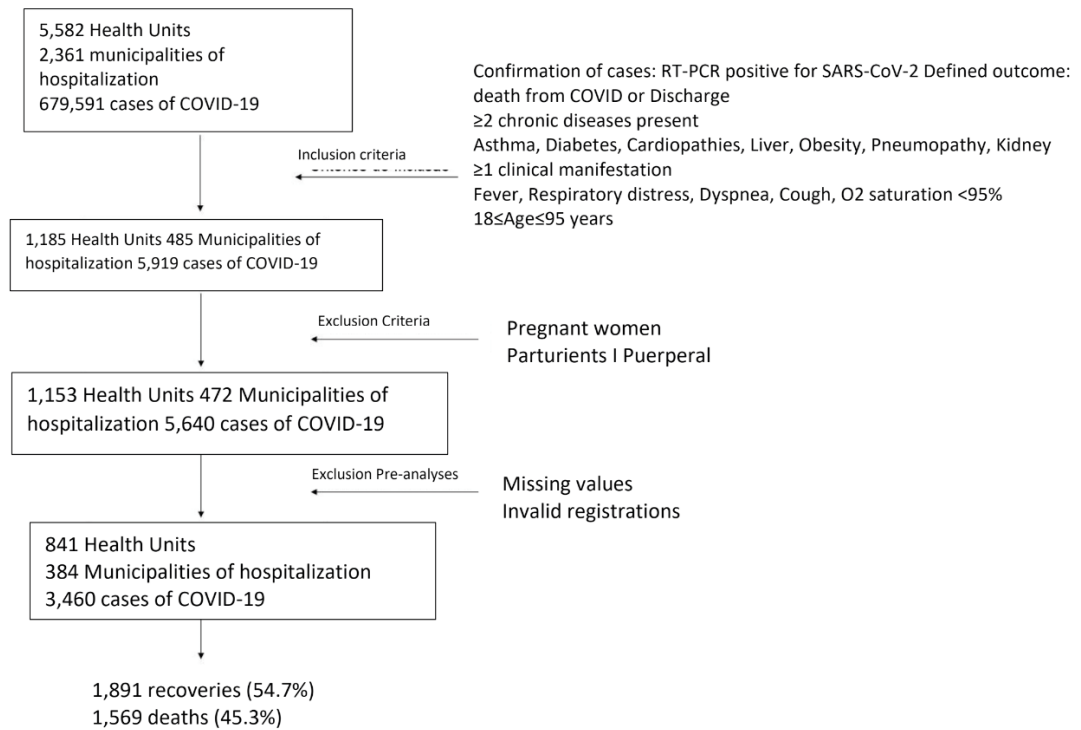 5,582 Health Units
2,361 municipalities of
hospitalization
679,591 cases of COVID-19
Confirmation of cases: RT-PCR positive for SARS-CoV-2 Defined outcome:
death from COVID or Discharge
≥2 chronic diseases present
Asthma, Diabetes, Cardiopathies, Liver, Obesity, Pneumopathy, Kidney
≥1 clinical manifestation
Fever, Respiratory distress, Dyspnea, Cough, O2 saturation <95%
18≤Age≤95 years
Inclusion criteria
1,185 Health Units 485 Municipalities of
hospitalization 5,919 cases of COVID-19
Exclusion Criteria
Pregnant women
Parturients I Puerperal
1,153 Health Units 472 Municipalities of
hospitalization 5,640 cases of COVID-19
Exclusion Pre-analyses
Missing values
Invalid registrations
841 Health Units
384 Municipalities of hospitalization
3,460 cases of COVID-19
1,891 recoveries (54.7%)
1,569 deaths (45.3%)